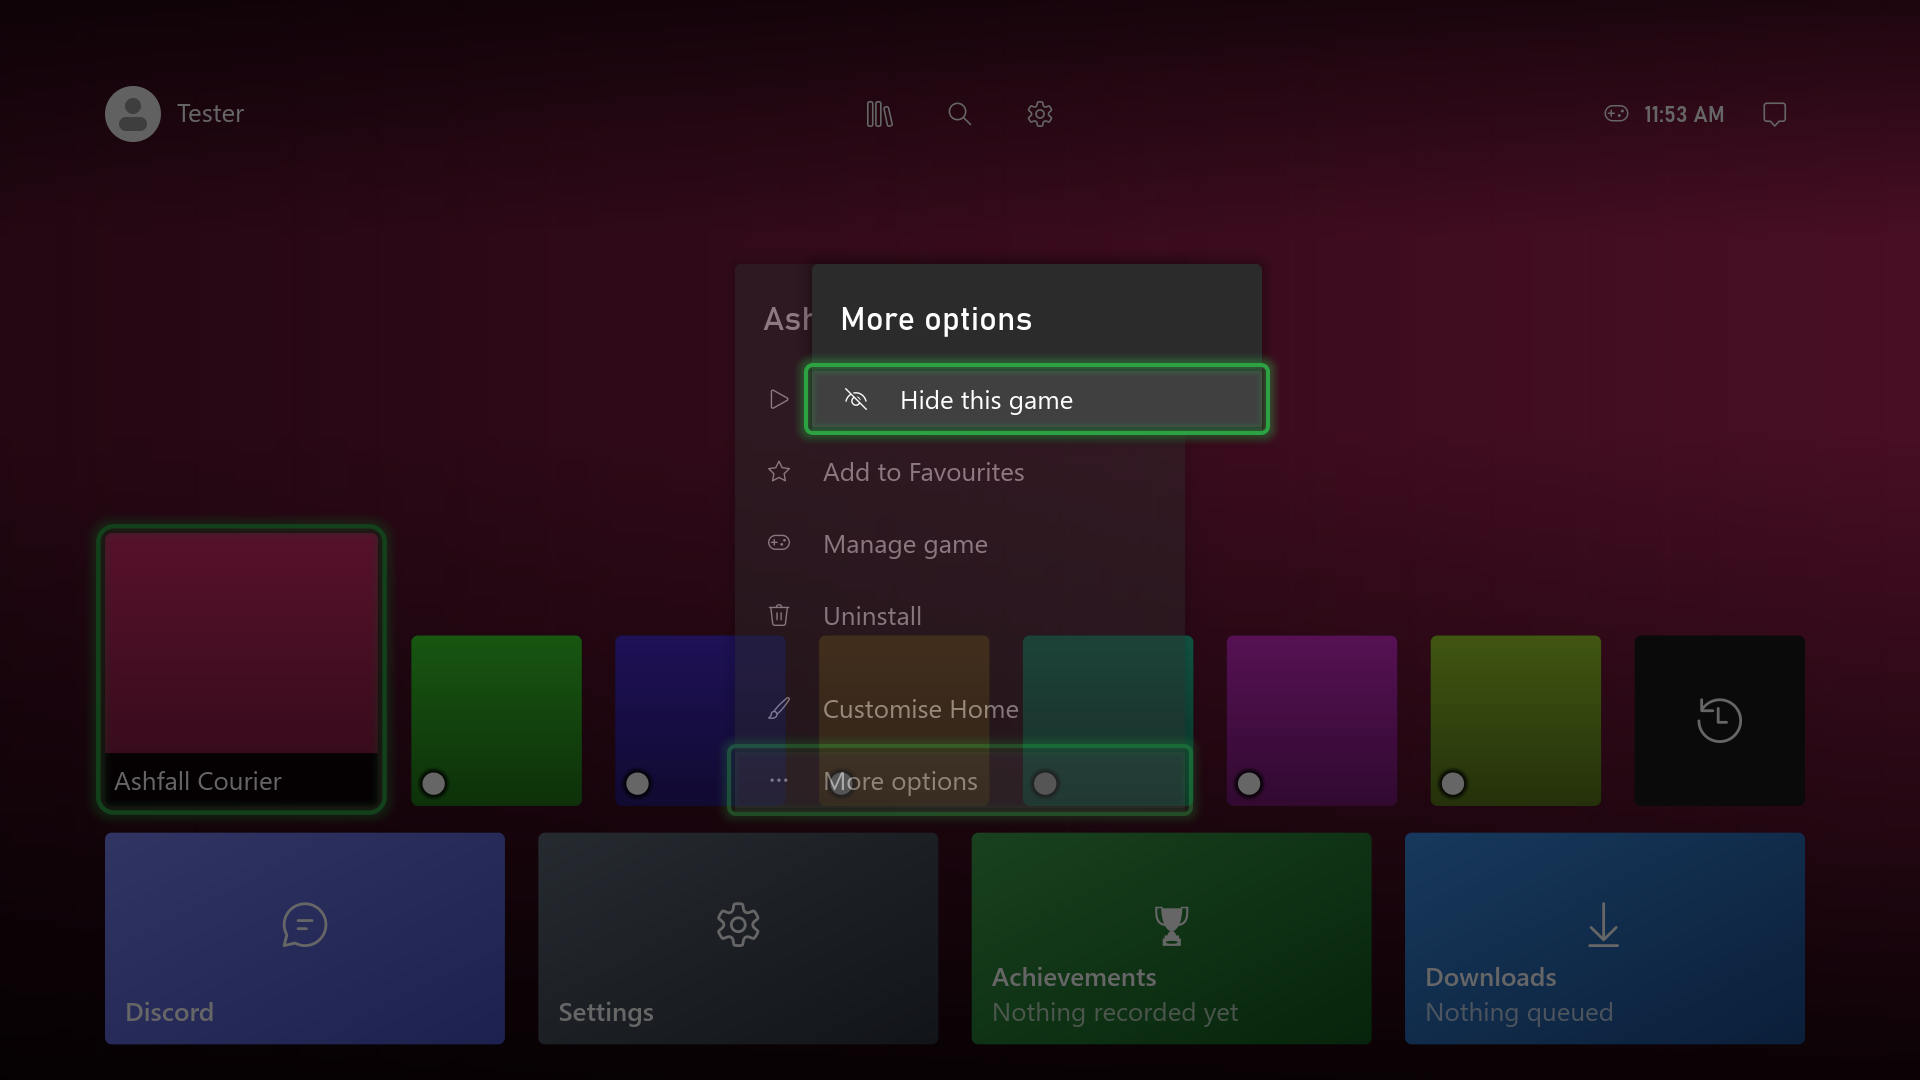 Tester
11:53 AM
Ash
More options
Hide this game
Add to Favourites
Manage game
Uninstall
Customise Home
More options
Ashfall Courier
Discord
Settings
Achievements
Nothing recorded yet
Downloads
Nothing queued